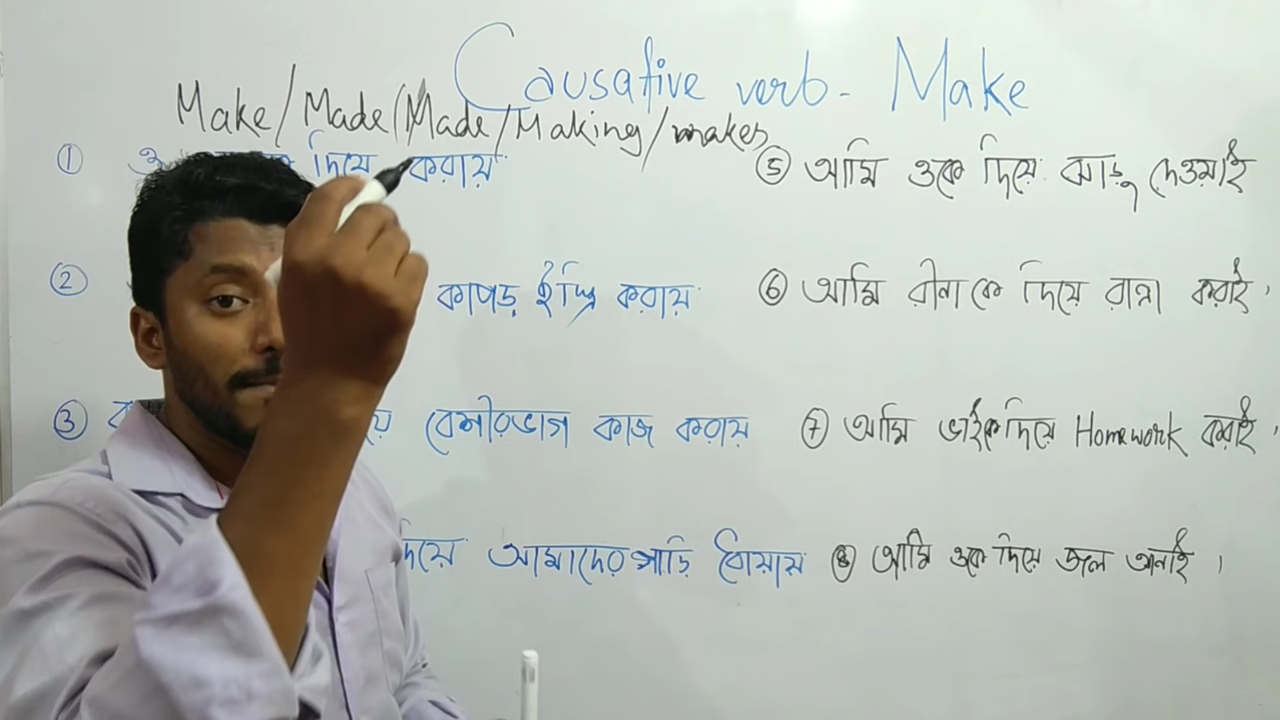 Causative verb - Make
Make/Made/Made/Making/makes
① দিয়ে করায়
② কাপড় ইস্ত্রি করায়
③ বেশীরভাগ কাজ করায়
দিয়ে আমাদের গাড়ি ধোয়ায়
⑤ আমি ওকে দিয়ে ঝাড়ু দেওয়াই
⑥ আমি রীনাকে দিয়ে রান্না করাই।
⑦ আমি ভাইকে দিয়ে Homework করাই।
⑧ আমি ওকে দিয়ে জল আনাই।